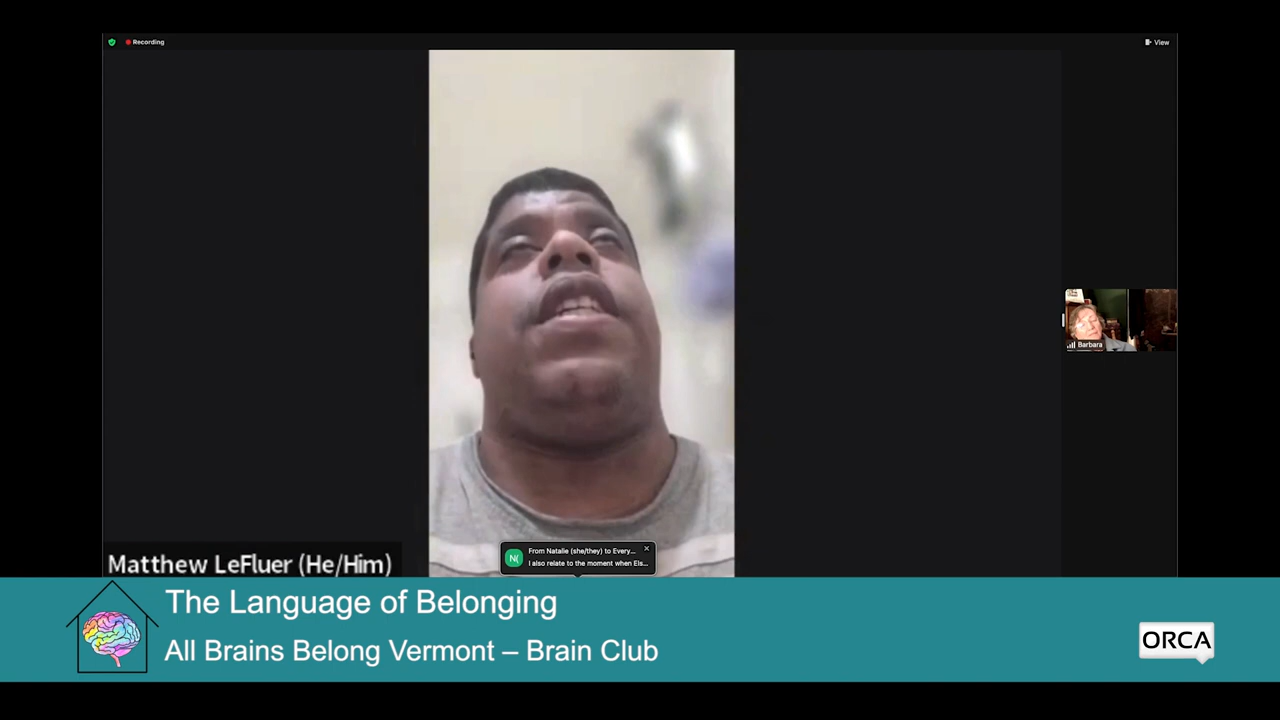 Recording
View
Barbara
From Natalie (she/they) to Every...
I also relate to the moment when Els...
N(
Matthew LeFluer (He/Him)
The Language of Belonging
All Brains Belong Vermont – Brain Club
ORCA